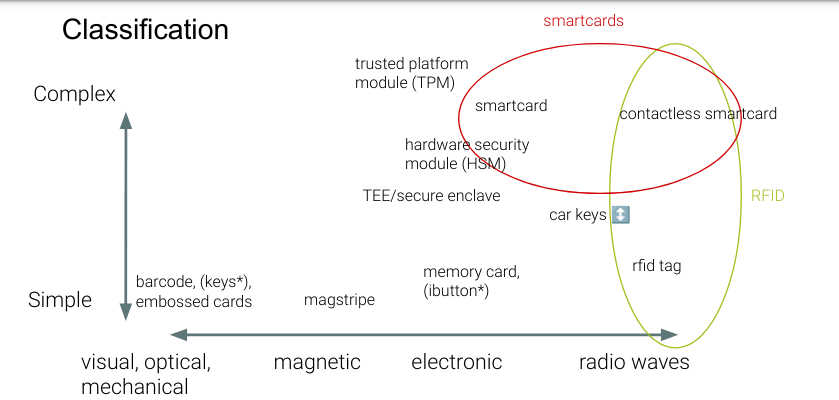 Classification
smartcards
trusted platform
module (TPM)
Complex
smartcard
contactless smartcard
hardware security
module (HSM)
TEE/secure enclave
RFID
car keys ↕
rfid tag
memory card,
(ibutton*)
barcode, (keys*),
embossed cards
Simple
magstripe
visual, optical,
mechanical
magnetic
electronic
radio waves